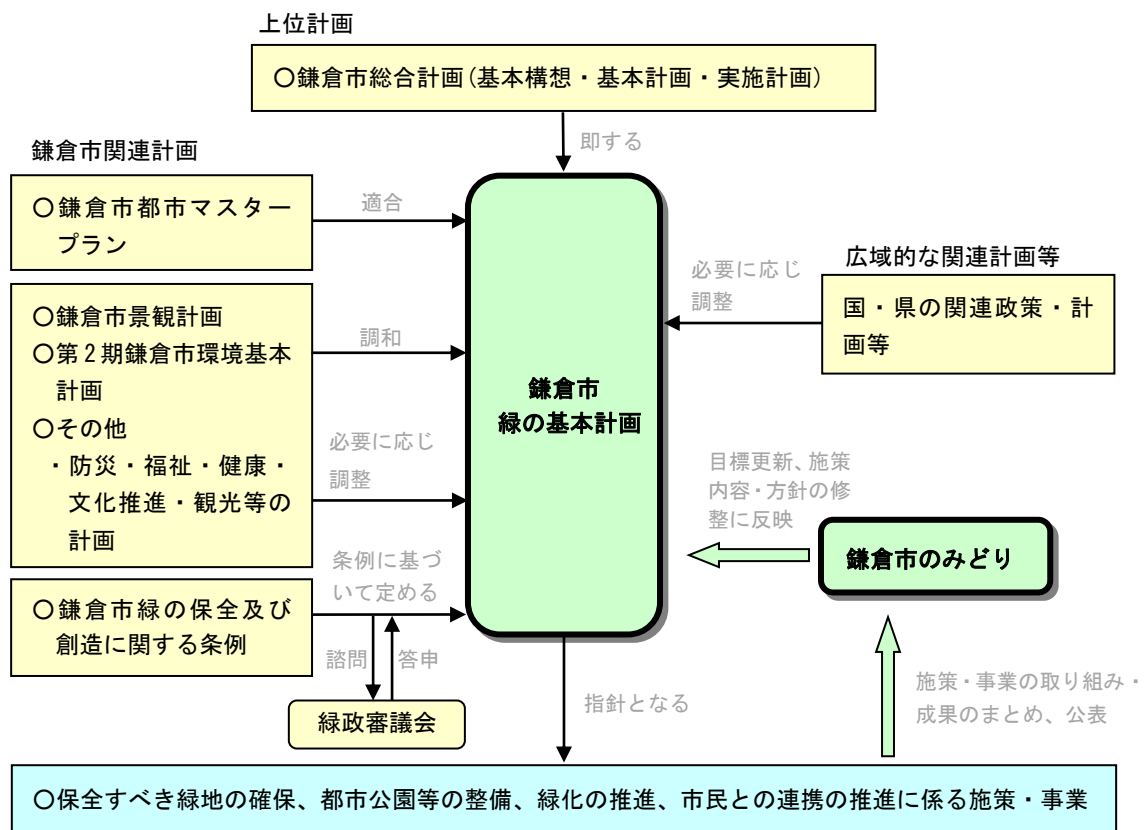 上位計画
○鎌倉市総合計画(基本構想・基本計画・実施計画)
即する
鎌倉市関連計画
○鎌倉市都市マスター
プラン
適合
○鎌倉市景観計画
○第2期鎌倉市環境基本
計画
○その他
・防災・福祉・健康・
文化推進・観光等の
計画
調和
必要に応じ
調整
○鎌倉市緑の保全及び
創造に関する条例
条例に基づ
いて定める
諮問
答申
緑政審議会
鎌倉市
緑の基本計画
広域的な関連計画等
国・県の関連政策・計
画等
必要に応じ
調整
目標更新、施策
内容・方針の修
整に反映
鎌倉市のみどり
施策・事業の取り組み・
成果のまとめ、公表
指針となる
○保全すべき緑地の確保、都市公園等の整備、緑化の推進、市民との連携の推進に係る施策・事業